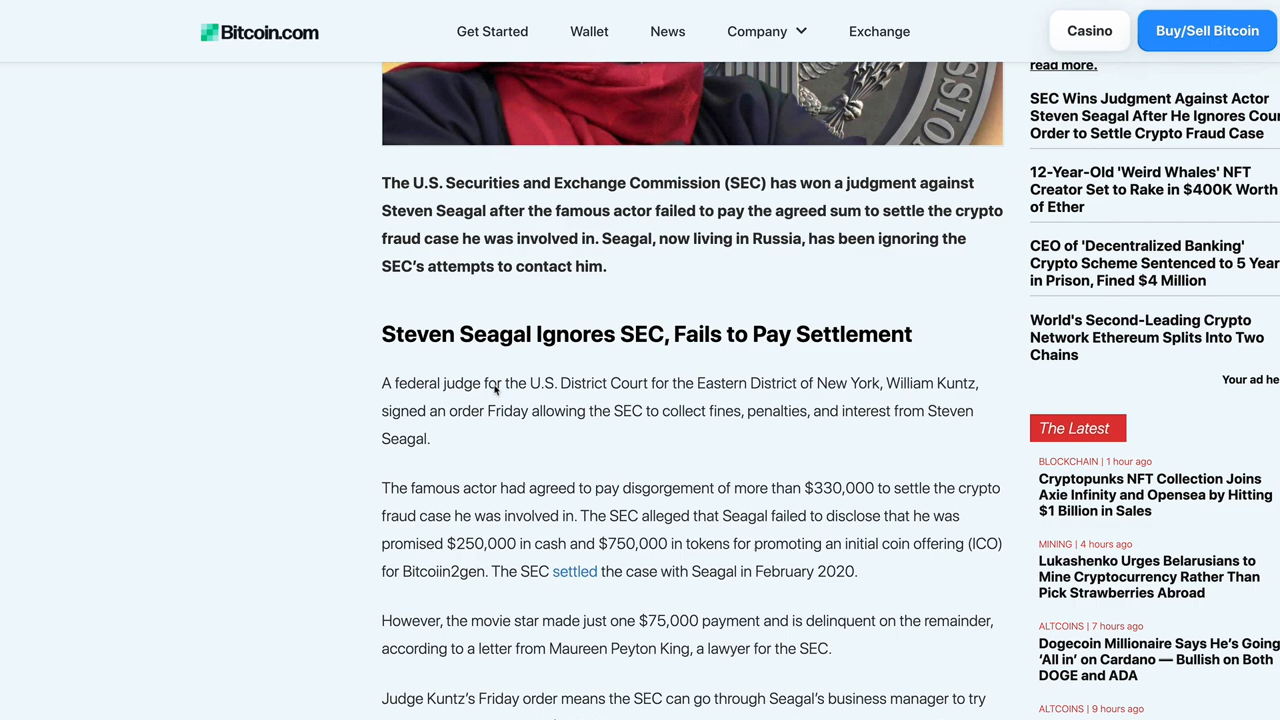 Bitcoin.com
Get Started
Wallet
News
Company
Exchange
Casino
Buy/Sell Bitcoin
SSION
The U.S. Securities and Exchange Commission (SEC) has won a judgment against
Steven Seagal after the famous actor failed to pay the agreed sum to settle the crypto
fraud case he was involved in. Seagal, now living in Russia, has been ignoring the
SEC's attempts to contact him.
Steven Seagal Ignores SEC, Fails to Pay Settlement
A federal judge for the U.S. District Court for the Eastern District of New York, William Kuntz,
signed an order Friday allowing the SEC to collect fines, penalties, and interest from Steven
Seagal.
The famous actor had agreed to pay disgorgement of more than $330,000 to settle the crypto
fraud case he was involved in. The SEC alleged that Seagal failed to disclose that he was
promised $250,000 in cash and $750,000 in tokens for promoting an initial coin offering (ICO)
for Bitcoiin2gen. The SEC settled the case with Seagal in February 2020.
However, the movie star made just one $75,000 payment and is delinquent on the remainder,
according to a letter from Maureen Peyton King, a lawyer for the SEC.
Judge Kuntz's Friday order means the SEC can go through Seagal's business manager to try
read more.
SEC Wins Judgment Against Actor
Steven Seagal After He Ignores Cour
Order to Settle Crypto Fraud Case
12-Year-Old 'Weird Whales' NFT
Creator Set to Rake in $400K Worth
of Ether
CEO of 'Decentralized Banking'
Crypto Scheme Sentenced to 5 Year
in Prison, Fined $4 Million
World's Second-Leading Crypto
Network Ethereum Splits Into Two
Chains
Your ad he
The Latest
BLOCKCHAIN | 1 hour ago
Cryptopunks NFT Collection Joins
Axie Infinity and Opensea by Hitting
$1 Billion in Sales
MINING | 4 hours ago
Lukashenko Urges Belarusians to
Mine Cryptocurrency Rather Than
Pick Strawberries Abroad
ALTCOINS | 7 hours ago
Dogecoin Millionaire Says He's Going
'All in' on Cardano — Bullish on Both
DOGE and ADA
ALTCOINS | 9 hours ago